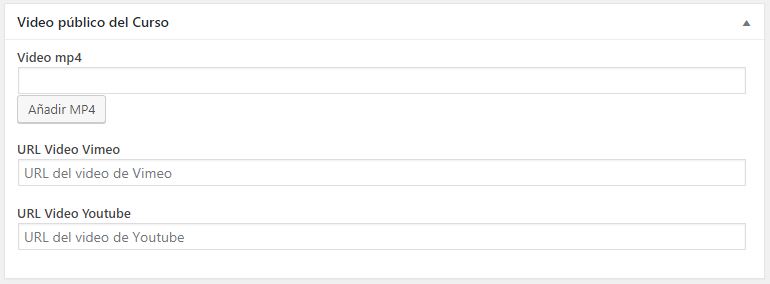 Video público del Curso
Video mp4
Añadir MP4
URL Video Vimeo
URL del video de Vimeo
URL Video Youtube
URL del video de Youtube